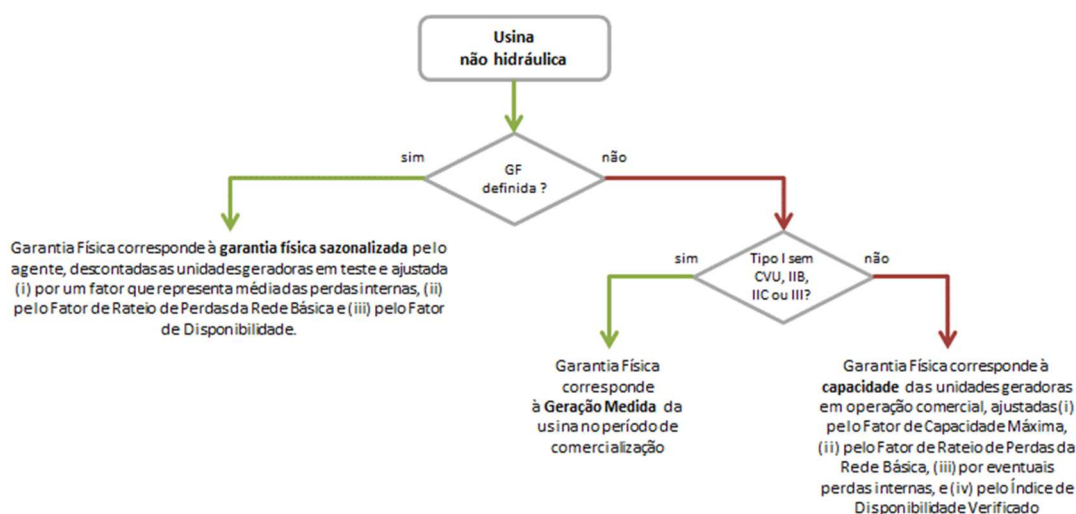 Usina
não hidráulica
sim
não
GF
definida ?
Garantia Física corresponde à garantia física sazonalizada pelo
agente, descontadas as unidades geradoras em teste e ajustada
(i) por um fator que representa média das perdas internas, (ii)
pelo Fator de Rateio de Perdas da Rede Básica e (iii) pelo Fator
de Disponibilidade.
sim
não
Tipo I sem
CVU, IIB,
IIC ou III?
Garantia Física
corresponde
à Geração Medida da
usina no período de
comercialização
Garantia Física corresponde à
capacidade das unidades geradoras
em operação comercial, ajustadas (i)
pelo Fator de Capacidade Máxima,
(ii) pelo Fator de Rateio de Perdas da
Rede Básica, (iii) por eventuais
perdas internas, e (iv) pelo Índice de
Disponibilidade Verificado